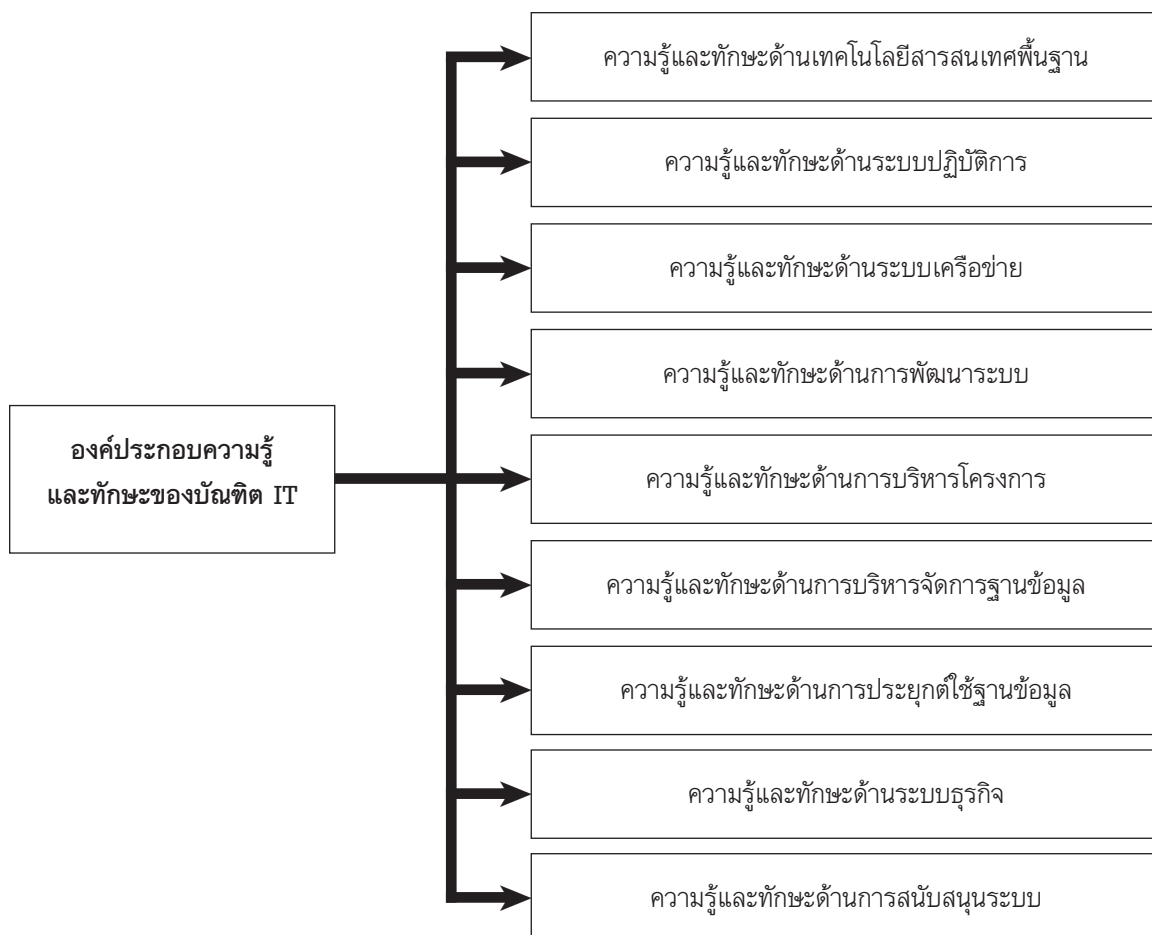 องค์ประกอบความรู้
และทักษะของบัณฑิต IT
ความรู้และทักษะด้านเทคโนโลยีสารสนเทศพื้นฐาน
ความรู้และทักษะด้านระบบปฏิบัติการ
ความรู้และทักษะด้านระบบเครือข่าย
ความรู้และทักษะด้านการพัฒนาระบบ
ความรู้และทักษะด้านการบริหารโครงการ
ความรู้และทักษะด้านการบริหารจัดการฐานข้อมูล
ความรู้และทักษะด้านการประยุกต์ใช้ฐานข้อมูล
ความรู้และทักษะด้านระบบธุรกิจ
ความรู้และทักษะด้านการสนับสนุนระบบ